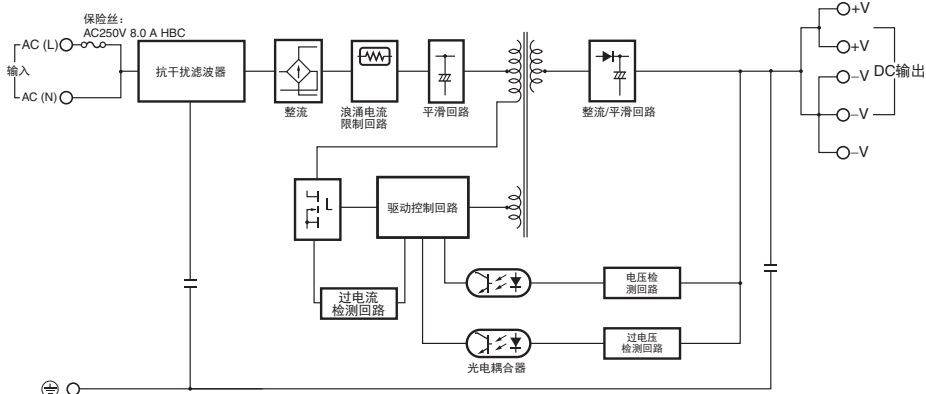 保险丝：
AC250V 8.0 A HBC
AC (L)
输入
AC (N)
抗干扰滤波器
整流
浪涌电流
限制回路
平滑回路
整流/平滑回路
+V
+V
−V
DC输出
−V
−V
驱动控制回路
过电流
检测回路
电压检
测回路
过电压
检测回路
光电耦合器